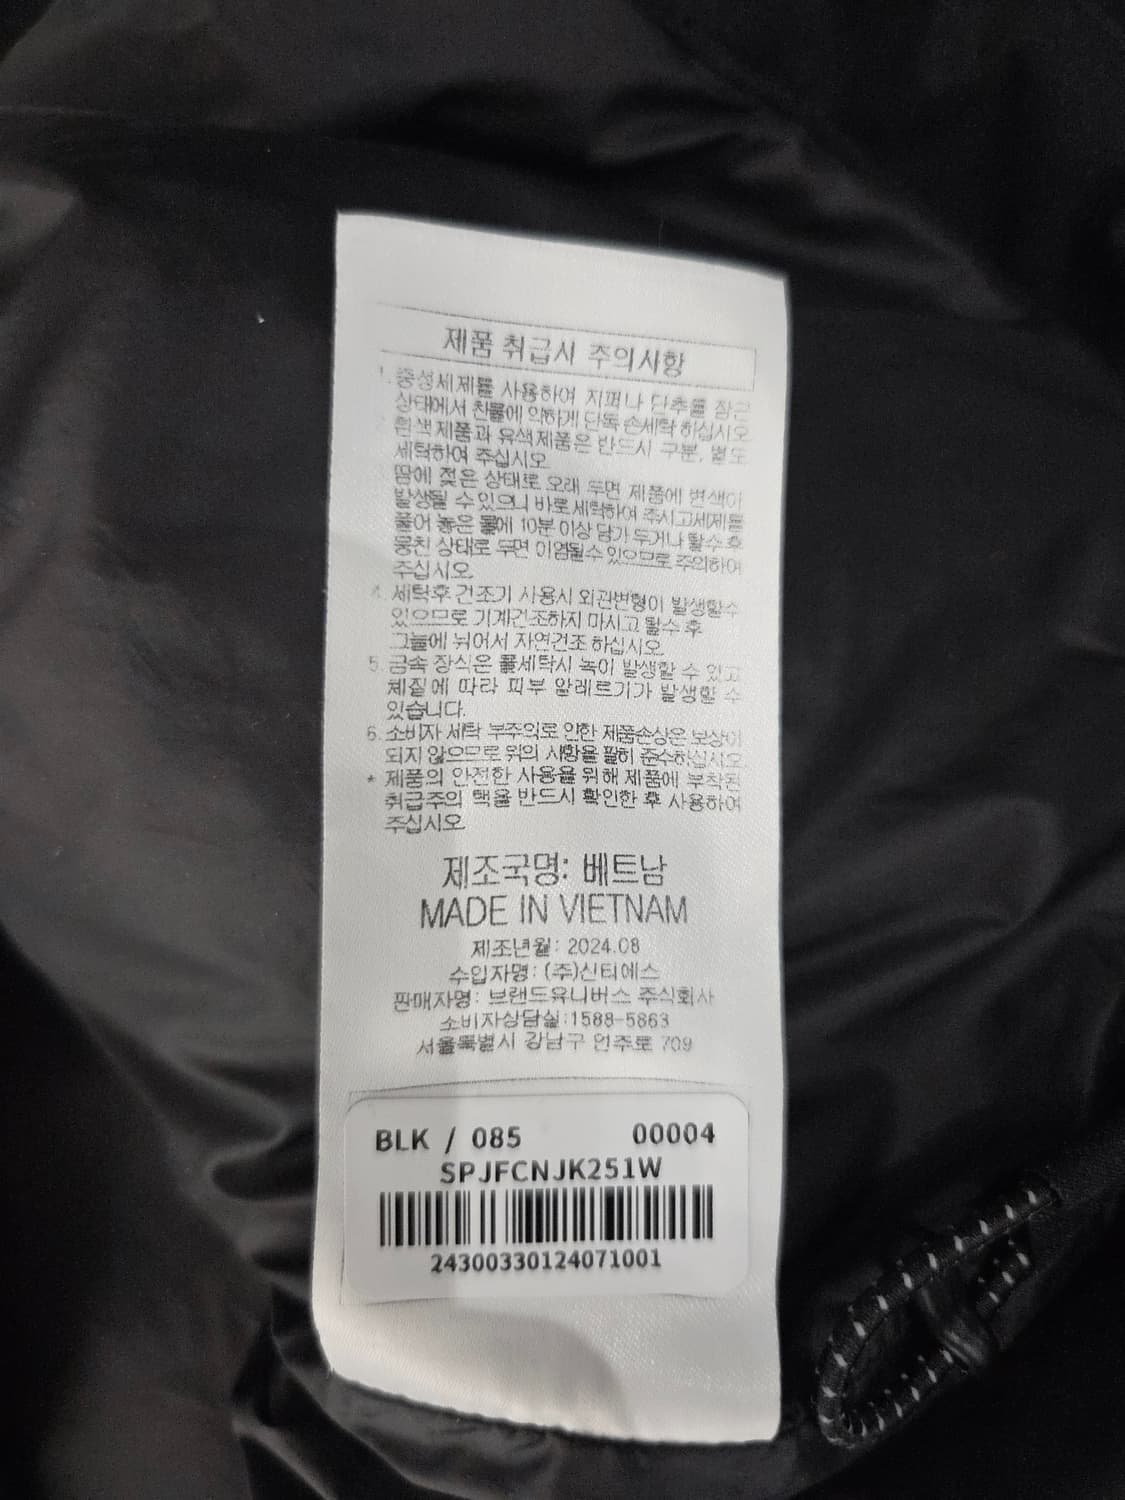 제품 취급시 주의사항
1. 중성세제를 사용하여 지퍼나 단추를 잠근
상태에서 찬물에 약하게 단독 손세탁 하십시오
2. 흰색제품과 유색제품은 반드시 구분, 별도
세탁하여 주십시오
땀에 젖은 상태로 오래 두면 제품에 변색이
발생될 수 있으니 바로 세탁하여 주시고 세제를
풀어 놓은 물에 10분 이상 담가 두거나 탈수 후
뭉친 상태로 두면 이염될 수 있으므로 주의하여
주십시오.
4. 세탁후 건조기 사용시 외관변형이 발생할수
있으므로 기계건조하지 마시고 탈수 후
그늘에 뉘어서 자연건조 하십시오.
5. 금속 장식은 물세탁시 녹이 발생할 수 있고
체질에 따라 피부 알레르기가 발생할 수
있습니다.
6. 소비자 세탁 부주의로 인한 제품손상은 보상이
되지 않으므로 위의 사항을 필히 준수하십시오.
* 제품의 안전한 사용을 위해 제품에 부착된
취급주의 택을 반드시 확인한 후 사용하여
주십시오.
제조국명: 베트남
MADE IN VIETNAM
제조년월: 2024.08
수입자명: (주)신티에스
판매자명: 브랜드유니버스 주식회사
소비자상담실:1588-5863
서울특별시 강남구 언주로 709
BLK / 085 00004
SPJFCNJK251W
24300330124071001